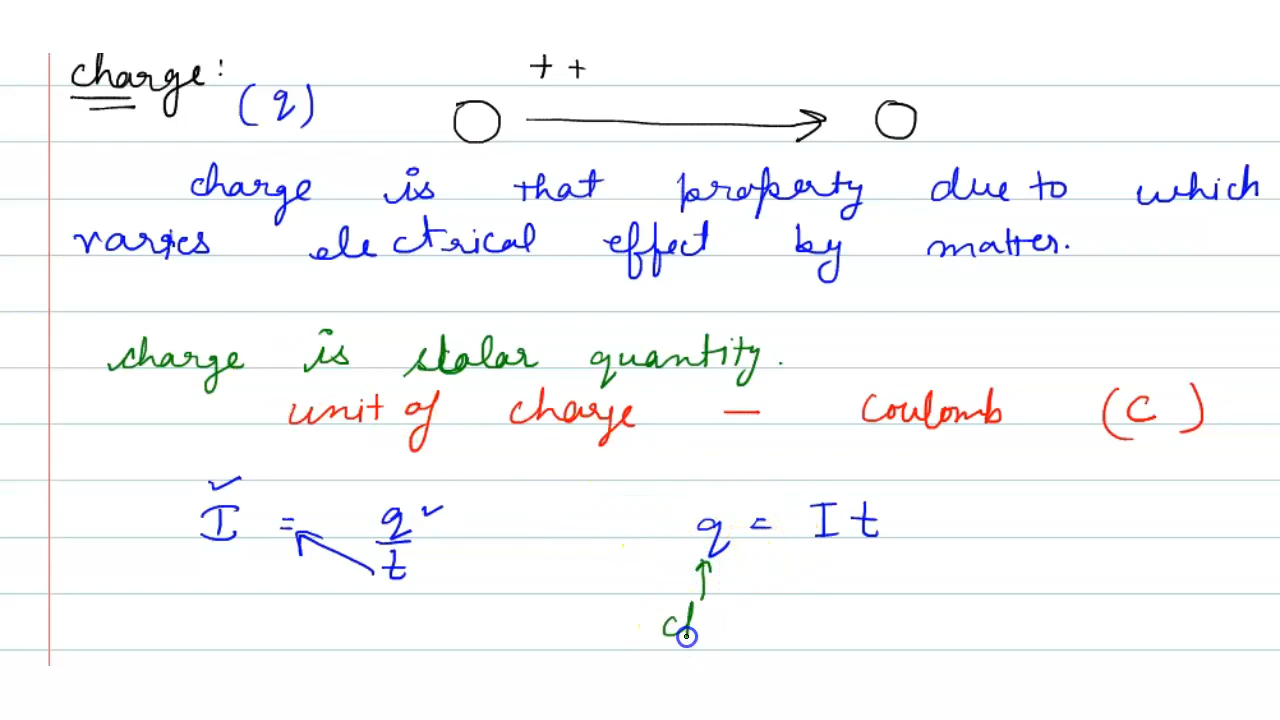 charge :
+ +
(q)
charge is that property due to which
varies electrical effect by matter.
charge is scalar quantity.
unit of charge — Coulomb (C)
I = q/t q = I t